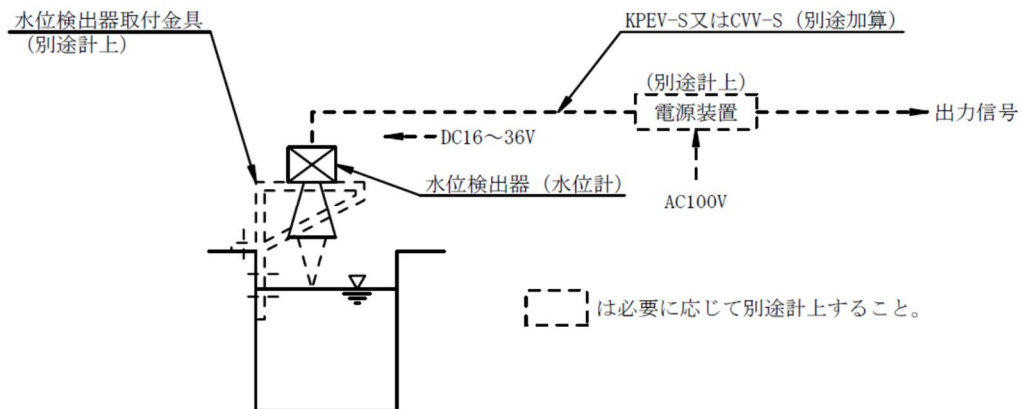 水位検出器取付金具
(別途計上)
KPEV-S又はCVV-S (別途加算)
(別途計上)
電源装置
出力信号
DC16～36V
水位検出器 (水位計)
AC100V
は必要に応じて別途計上すること。